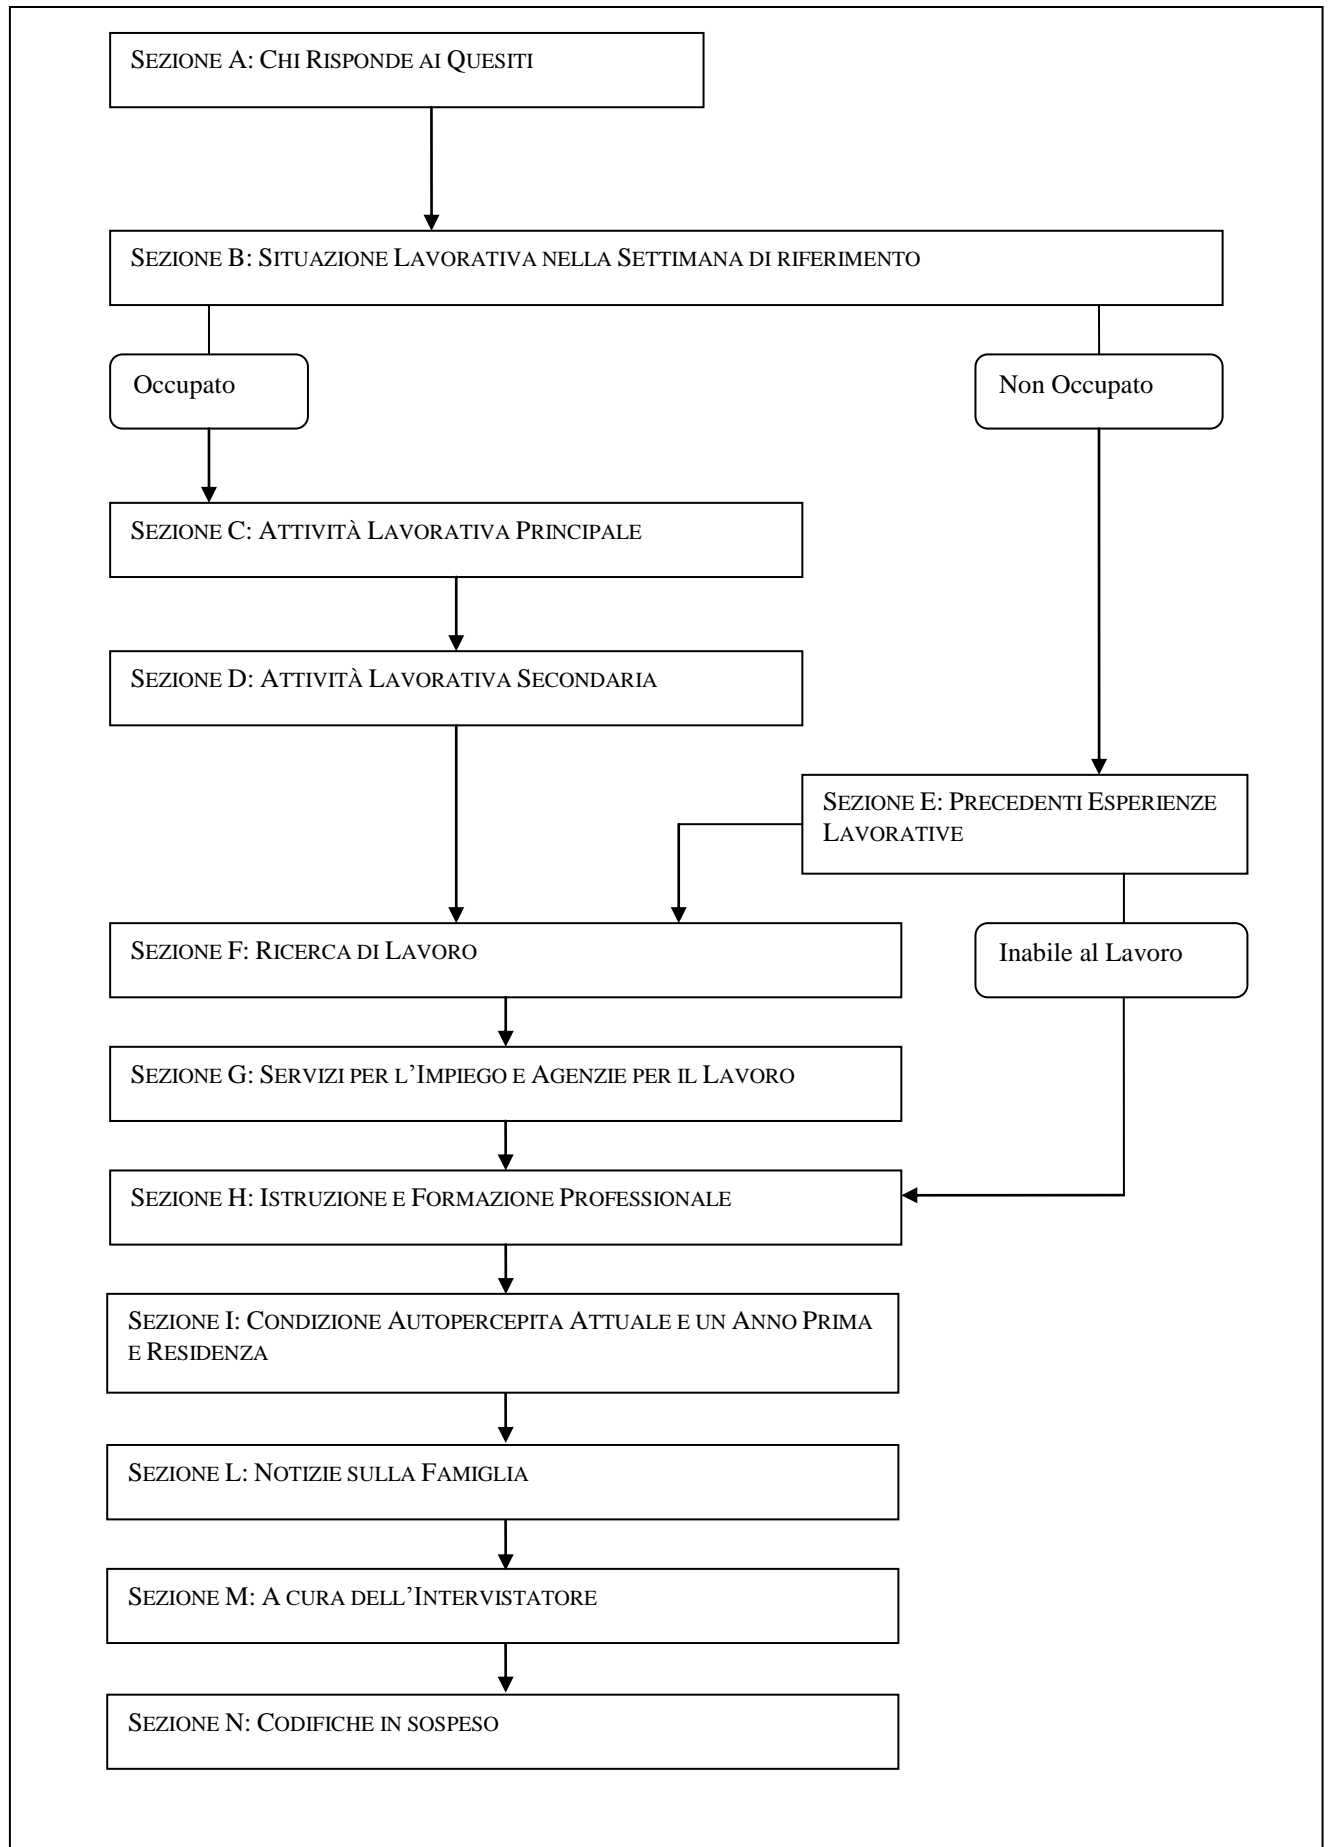 SEZIONE A: CHI RISPONDE AI QUESITI
SEZIONE B: SITUAZIONE LAVORATIVA NELLA SETTIMANA DI RIFERIMENTO
Occupato
Non Occupato
SEZIONE C: ATTIVITÀ LAVORATIVA PRINCIPALE
SEZIONE D: ATTIVITÀ LAVORATIVA SECONDARIA
SEZIONE E: PRECEDENTI ESPERIENZE
LAVORATIVE
SEZIONE F: RICERCA DI LAVORO
Inabile al Lavoro
SEZIONE G: SERVIZI PER L’IMPIEGO E AGENZIE PER IL LAVORO
SEZIONE H: ISTRUZIONE E FORMAZIONE PROFESSIONALE
SEZIONE I: CONDIZIONE AUTOPERCEPITA ATTUALE E UN ANNO PRIMA
E RESIDENZA
SEZIONE L: NOTIZIE SULLA FAMIGLIA
SEZIONE M: A CURA DELL’INTERVISTATORE
SEZIONE N: CODIFICHE IN SOSPESO